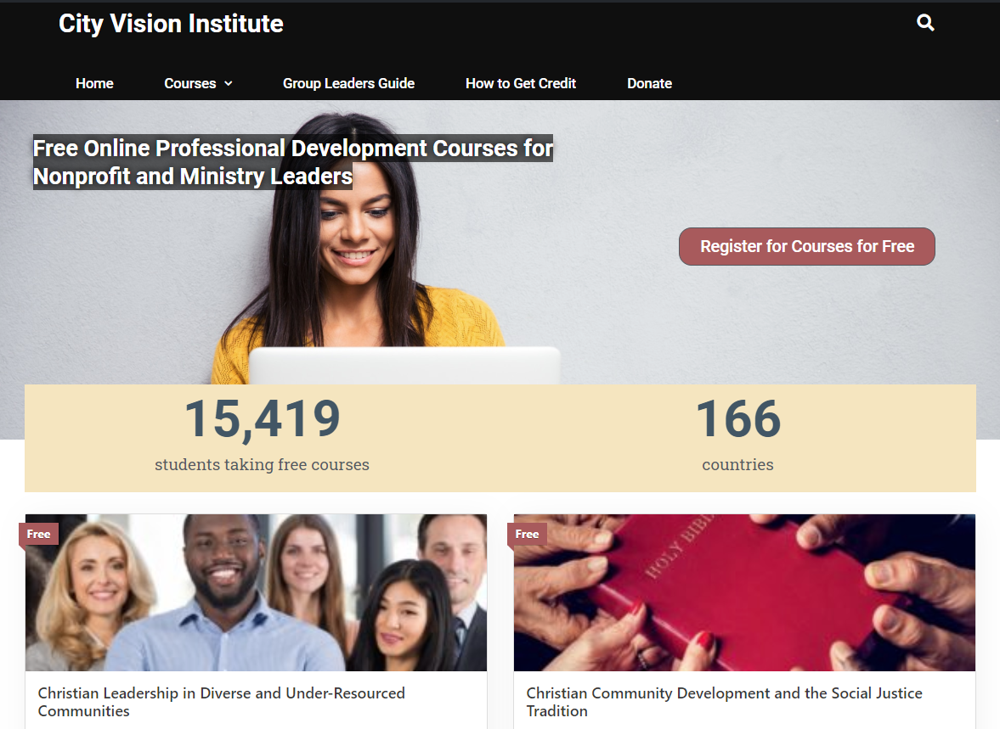 City Vision Institute
Home
Courses
Group Leaders Guide
How to Get Credit
Donate
Free Online Professional Development Courses for
Nonprofit and Ministry Leaders
Register for Courses for Free
15,419
students taking free courses
166
countries
Free
Christian Leadership in Diverse and Under-Resourced
Communities
Free
HOLY BIBLE
Christian Community Development and the Social Justice
Tradition